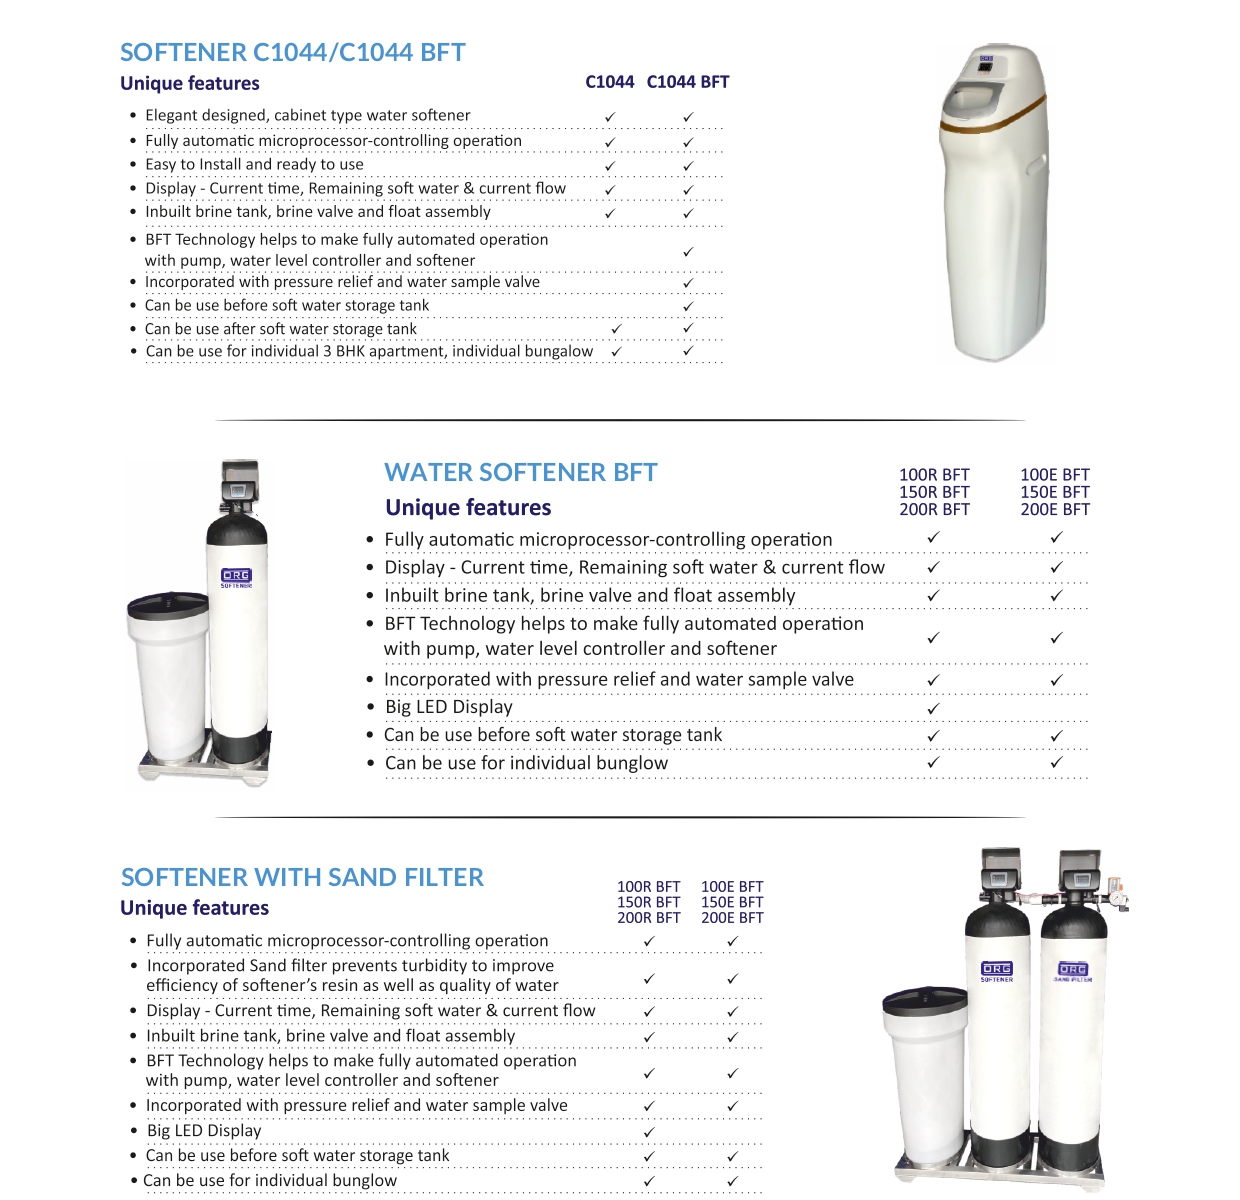 SOFTENER C1044/C1044 BFT
Unique features C1044 C1044 BFT
• Elegant designed, cabinet type water softener ✓ ✓
• Fully automatic microprocessor-controlling operation ✓ ✓
• Easy to Install and ready to use ✓ ✓
• Display - Current time, Remaining soft water & current flow ✓ ✓
• Inbuilt brine tank, brine valve and float assembly ✓ ✓
• BFT Technology helps to make fully automated operation
with pump, water level controller and softener ✓
• Incorporated with pressure relief and water sample valve ✓
• Can be use before soft water storage tank ✓
• Can be use after soft water storage tank ✓ ✓
• Can be use for individual 3 BHK apartment, individual bungalow ✓ ✓
ORG
WATER SOFTENER BFT
Unique features
100R BFT 100E BFT
150R BFT 150E BFT
200R BFT 200E BFT
• Fully automatic microprocessor-controlling operation ✓ ✓
• Display - Current time, Remaining soft water & current flow ✓ ✓
• Inbuilt brine tank, brine valve and float assembly ✓ ✓
• BFT Technology helps to make fully automated operation
with pump, water level controller and softener ✓ ✓
• Incorporated with pressure relief and water sample valve ✓ ✓
• Big LED Display ✓
• Can be use before soft water storage tank ✓ ✓
• Can be use for individual bunglow ✓ ✓
ORG
SOFTENER
SOFTENER WITH SAND FILTER
Unique features
100R BFT 100E BFT
150R BFT 150E BFT
200R BFT 200E BFT
• Fully automatic microprocessor-controlling operation ✓ ✓
• Incorporated Sand filter prevents turbidity to improve
efficiency of softener's resin as well as quality of water ✓ ✓
• Display - Current time, Remaining soft water & current flow ✓ ✓
• Inbuilt brine tank, brine valve and float assembly ✓ ✓
• BFT Technology helps to make fully automated operation
with pump, water level controller and softener ✓ ✓
• Incorporated with pressure relief and water sample valve ✓ ✓
• Big LED Display ✓
• Can be use before soft water storage tank ✓ ✓
• Can be use for individual bunglow ✓ ✓
ORG ORG
SOFTENER SAND FILTER